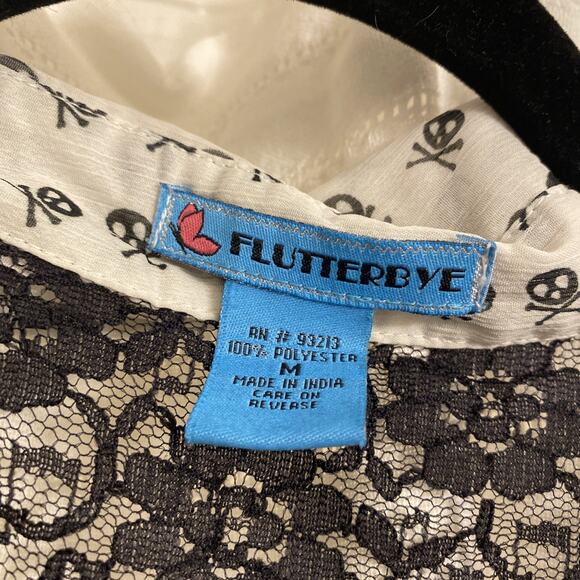 FLUTTERBYE
RN # 93213
100% POLYESTER
M
MADE IN INDIA
CARE ON
REVERSE